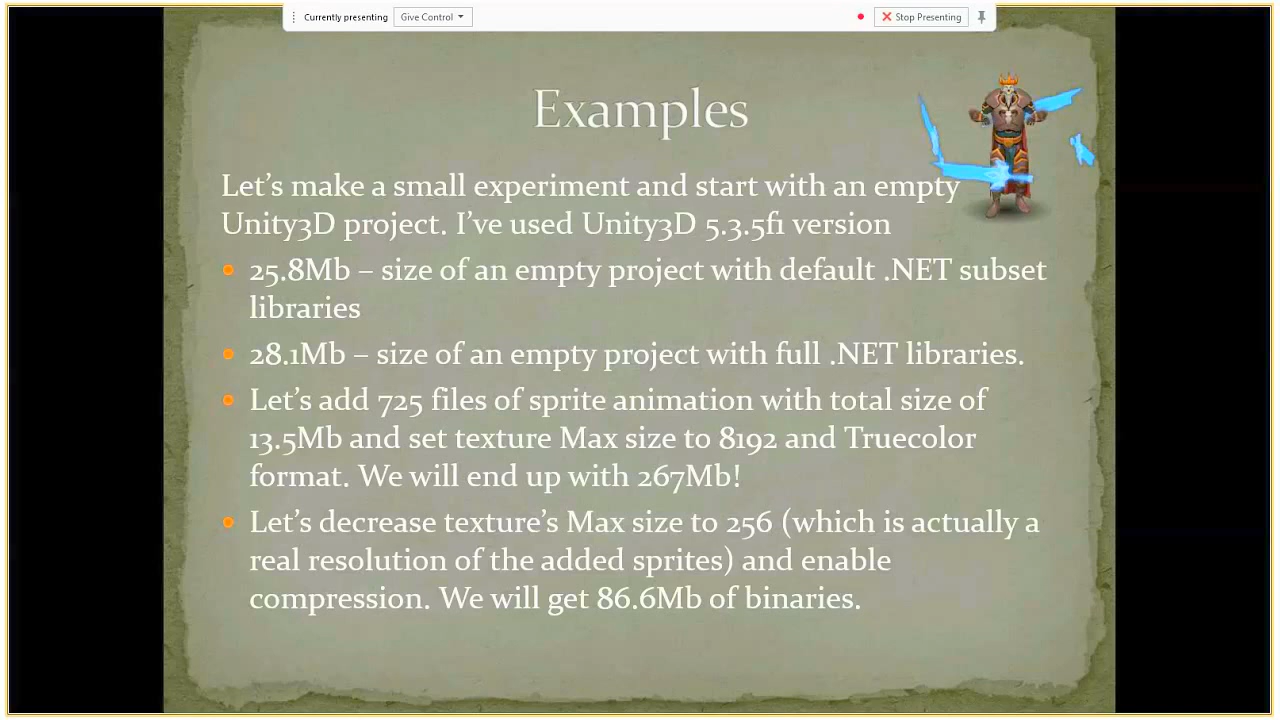 Currently presenting
Give Control
Stop Presenting
Examples
Let's make a small experiment and start with an empty
Unity3D project. I've used Unity3D 5.3.5f1 version
25.8Mb – size of an empty project with default .NET subset
libraries
28.1Mb – size of an empty project with full .NET libraries.
Let's add 725 files of sprite animation with total size of
13.5Mb and set texture Max size to 8192 and Truecolor
format. We will end up with 267Mb!
Let's decrease texture's Max size to 256 (which is actually a
real resolution of the added sprites) and enable
compression. We will get 86.6Mb of binaries.